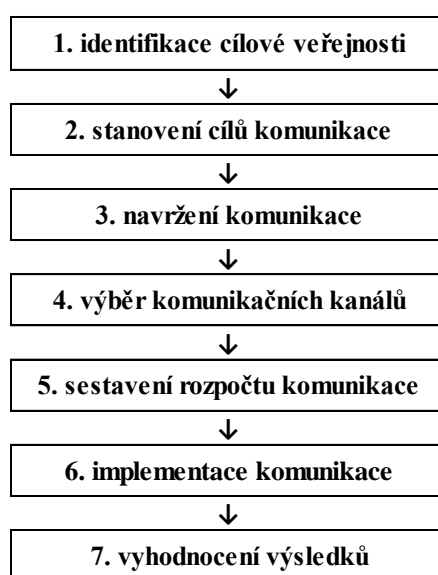 1. identifikace cílové veřejnosti
2. stanovení cílů komunikace
3. navržení komunikace
4. výběr komunikačních kanálů
5. sestavení rozpočtu komunikace
6. implementace komunikace
7. vyhodnocení výsledků